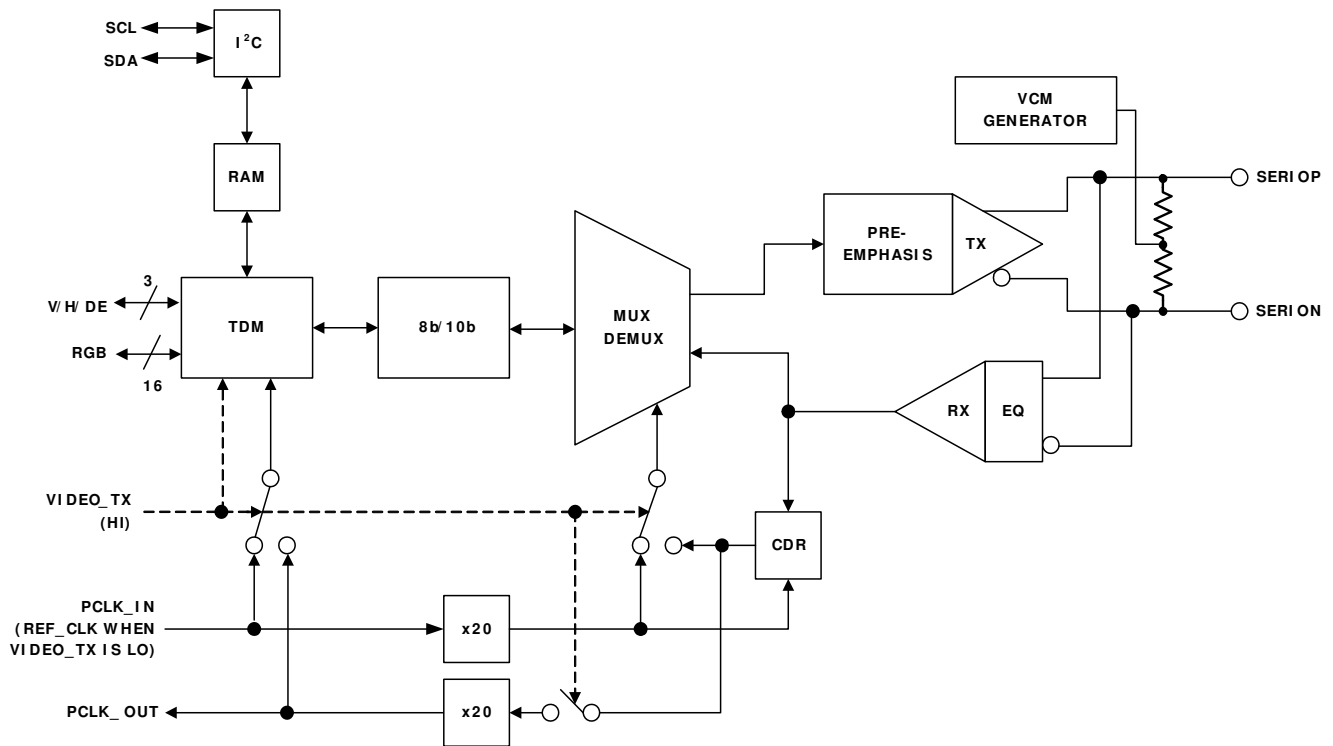 SCL
SDA
I²C
RAM
VCM
GENERATOR
SERIOP
PRE-
EMPHASIS
TX
3
V/H/DE
RGB
16
TDM
8b/10b
MUX
DEMUX
SERION
RX
EQ
VIDEO_TX
(HI)
CDR
PCLK_IN
(REF_CLK WHEN
VIDEO_TX IS LO)
x20
PCLK_OUT
x20